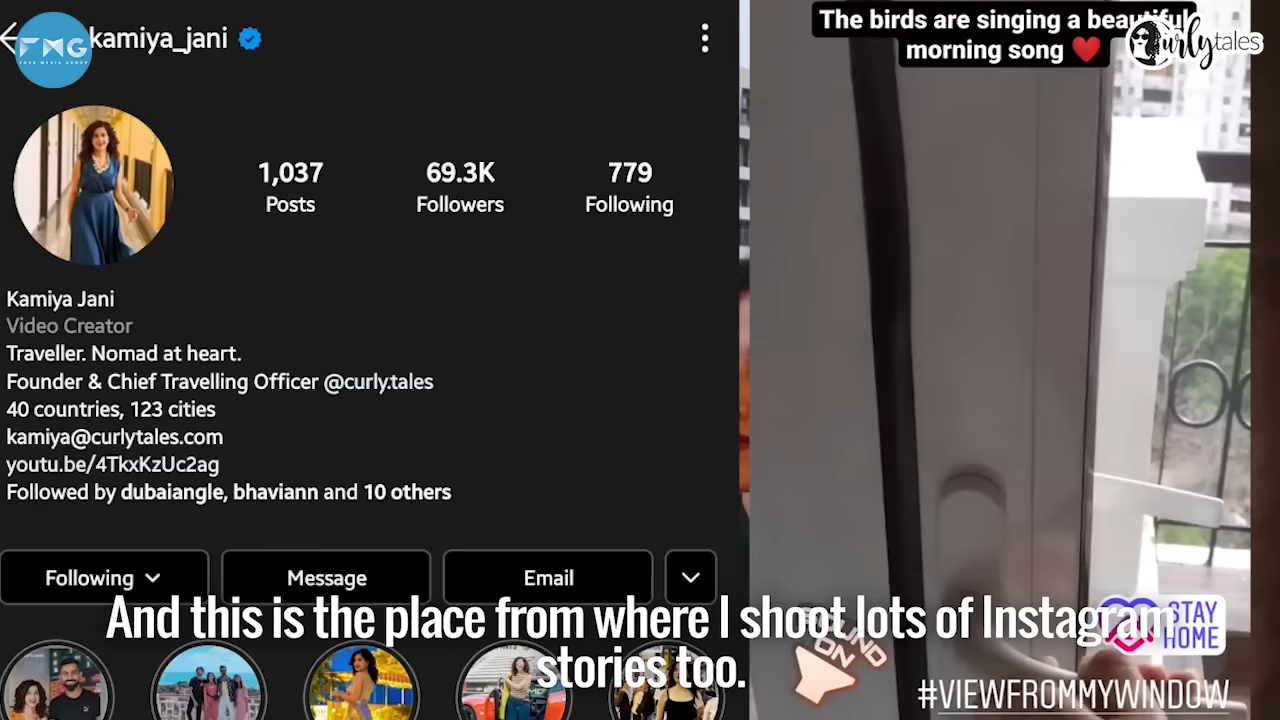 FMG
kamiya_jani
1,037
Posts
69.3K
Followers
779
Following
Kamiya Jani
Video Creator
Traveller. Nomad at heart.
Founder & Chief Travelling Officer @curly.tales
40 countries, 123 cities
kamiya@curlytales.com
youtu.be/4TkxKzUc2ag
Followed by dubaiangle, bhaviann and 10 others
Following
Message
Email
The birds are singing a beautiful
morning song ❤️
Curlytales
SOUND
ON
STAY
HOME
#VIEWFROMMYWINDOW
And this is the place from where I shoot lots of Instagram
stories too.